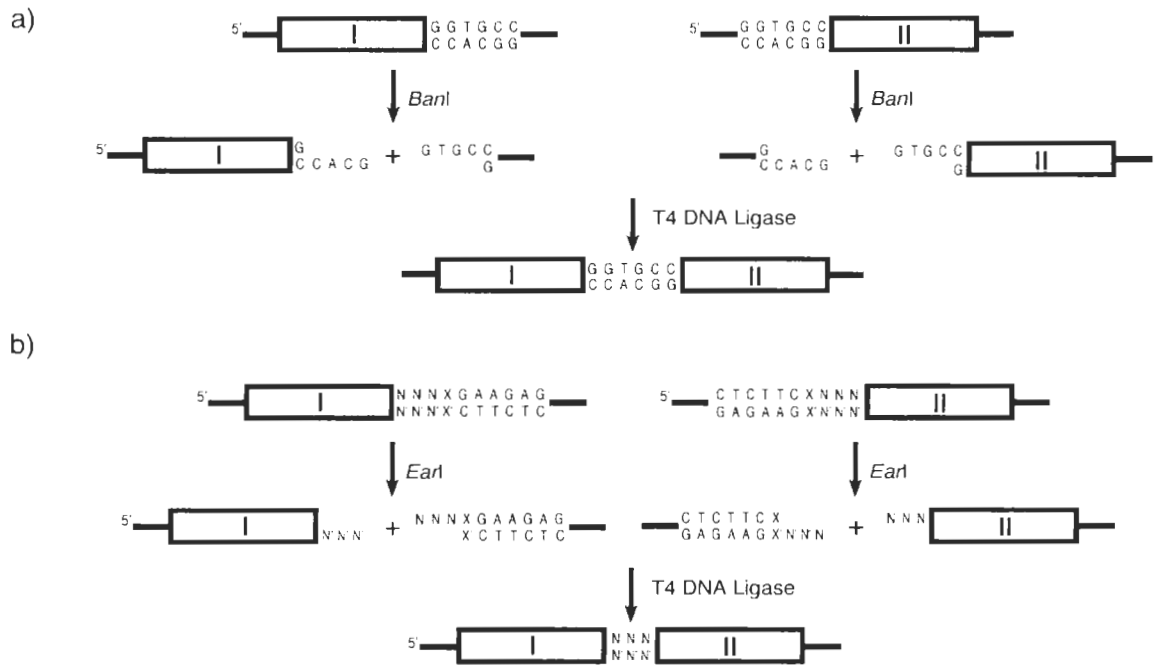 a)
5' I GGTGCC 5' GGTGCC II
CCACGG CCACGG
BanI BanI
5' I G + GTGCC G + GTGCC II
CCACG G CCACG G
T4 DNA Ligase
I GGTGCC II
CCACGG
b)
5' I NNNXGAAGAG 5' CTCTTCXNNN II
N'N'N'X'CTTCTC GAGAAGX'N'N'N'
EarI EarI
5' I + NNNXGAAGAG CTCTTCX + NNN II
N'N'N' XCTTCTC GAGAAGXN'N'N
T4 DNA Ligase
5' I NNN II
N'N'N'